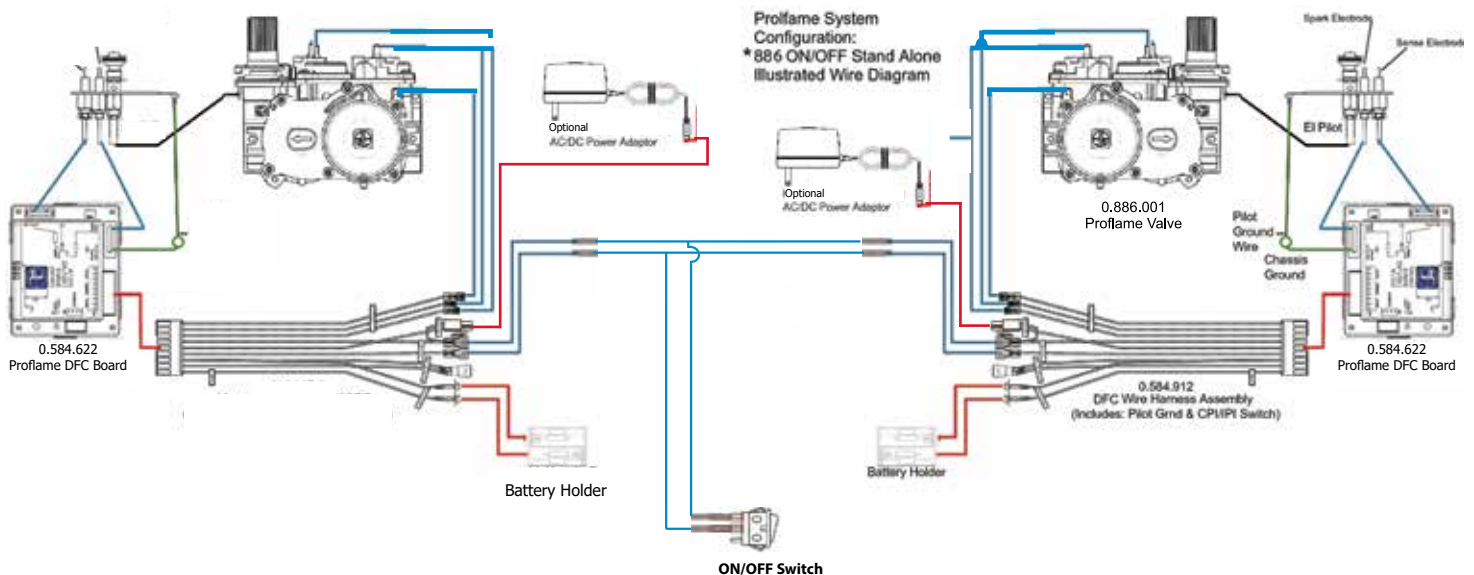 Prolfame System
Configuration:
*886 ON/OFF Stand Alone
Illustrated Wire Diagram
Spark Electrode
Sense Electrode
Optional
AC/DC Power Adaptor
Optional
AC/DC Power Adaptor
EI Pilot
0.886.001
Proflame Valve
Pilot
Ground
Wire
Chassis
Ground
0.584.622
Proflame DFC Board
0.584.622
Proflame DFC Board
0.584.912
DFC Wire Harness Assembly
(Includes: Pilot Grnd & CPI/IPI Switch)
Battery Holder
Battery Holder
ON/OFF Switch